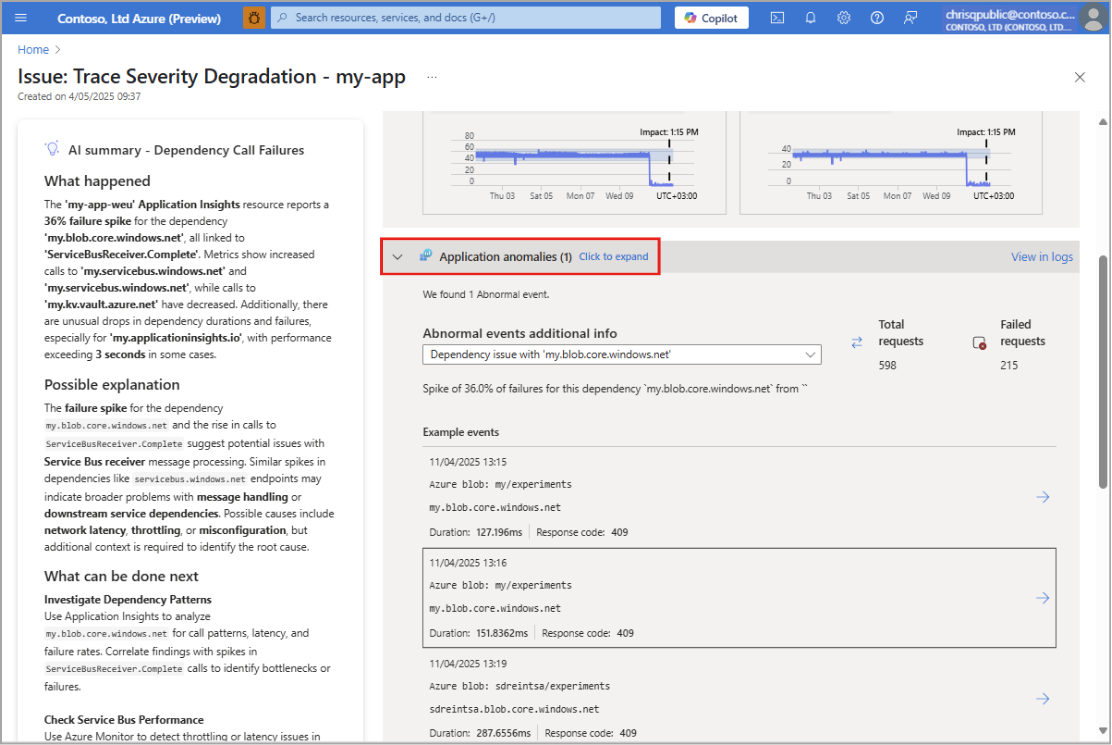 Contoso, Ltd Azure (Preview)
Search resources, services, and docs (G+/)
Copilot
chrisqpublic@contoso.c...
CONTOSO, LTD (CONTOSO, LTD....
Home
Issue: Trace Severity Degradation - my-app ...
Created on 4/05/2025 09:37
AI summary - Dependency Call Failures
What happened
The 'my-app-weu' Application Insights resource reports a
36% failure spike for the dependency
'my.blob.core.windows.net', all linked to
'ServiceBusReceiver.Complete'. Metrics show increased
calls to 'my.servicebus.windows.net' and
'my.servicebus.windows.net', while calls to
'my.kv.vault.azure.net' have decreased. Additionally, there
are unusual drops in dependency durations and failures,
especially for 'my.applicationinsights.io', with performance
exceeding 3 seconds in some cases.
Possible explanation
The failure spike for the dependency
my.blob.core.windows.net and the rise in calls to
ServiceBusReceiver.Complete suggest potential issues with
Service Bus receiver message processing. Similar spikes in
dependencies like servicebus.windows.net endpoints may
indicate broader problems with message handling or
downstream service dependencies. Possible causes include
network latency, throttling, or misconfiguration, but
additional context is required to identify the root cause.
What can be done next
Investigate Dependency Patterns
Use Application Insights to analyze
my.blob.core.windows.net for call patterns, latency, and
failure rates. Correlate findings with spikes in
ServiceBusReceiver.Complete calls to identify bottlenecks or
failures.
Check Service Bus Performance
Use Azure Monitor to detect throttling or latency issues in
Impact: 1:15 PM
80
60
40
20
0
Thu 03 Sat 05 Mon 07 Wed 09 UTC+03:00
Impact: 1:15 PM
40
20
0
Thu 03 Sat 05 Mon 07 Wed 09 UTC+03:00
Application anomalies (1) Click to expand
View in logs
We found 1 Abnormal event.
Abnormal events additional info
Dependency issue with 'my.blob.core.windows.net'
Total
requests
598
Failed
requests
215
Spike of 36.0% of failures for this dependency `my.blob.core.windows.net` from ``
Example events
11/04/2025 13:15
Azure blob: my/experiments
my.blob.core.windows.net
Duration: 127.196ms Response code: 409
11/04/2025 13:16
Azure blob: my/experiments
my.blob.core.windows.net
Duration: 151.8362ms Response code: 409
11/04/2025 13:19
Azure blob: sdreintsa/experiments
sdreintsa.blob.core.windows.net
Duration: 287.6556ms Response code: 409